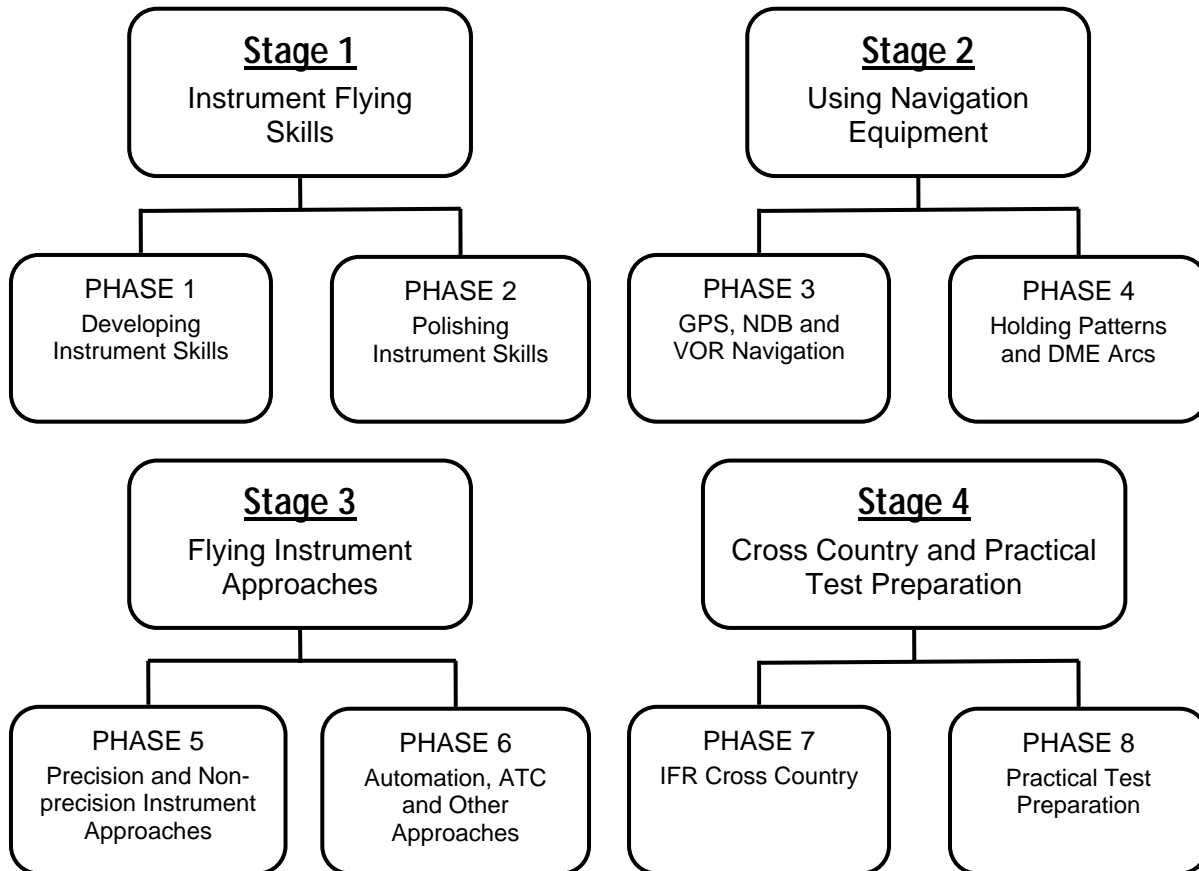 Stage 1
Instrument Flying
Skills
Stage 2
Using Navigation
Equipment
PHASE 1
Developing
Instrument Skills
PHASE 2
Polishing
Instrument Skills
PHASE 3
GPS, NDB and
VOR Navigation
PHASE 4
Holding Patterns
and DME Arcs
Stage 3
Flying Instrument
Approaches
Stage 4
Cross Country and Practical
Test Preparation
PHASE 5
Precision and Non-
precision Instrument
Approaches
PHASE 6
Automation, ATC
and Other
Approaches
PHASE 7
IFR Cross Country
PHASE 8
Practical Test
Preparation